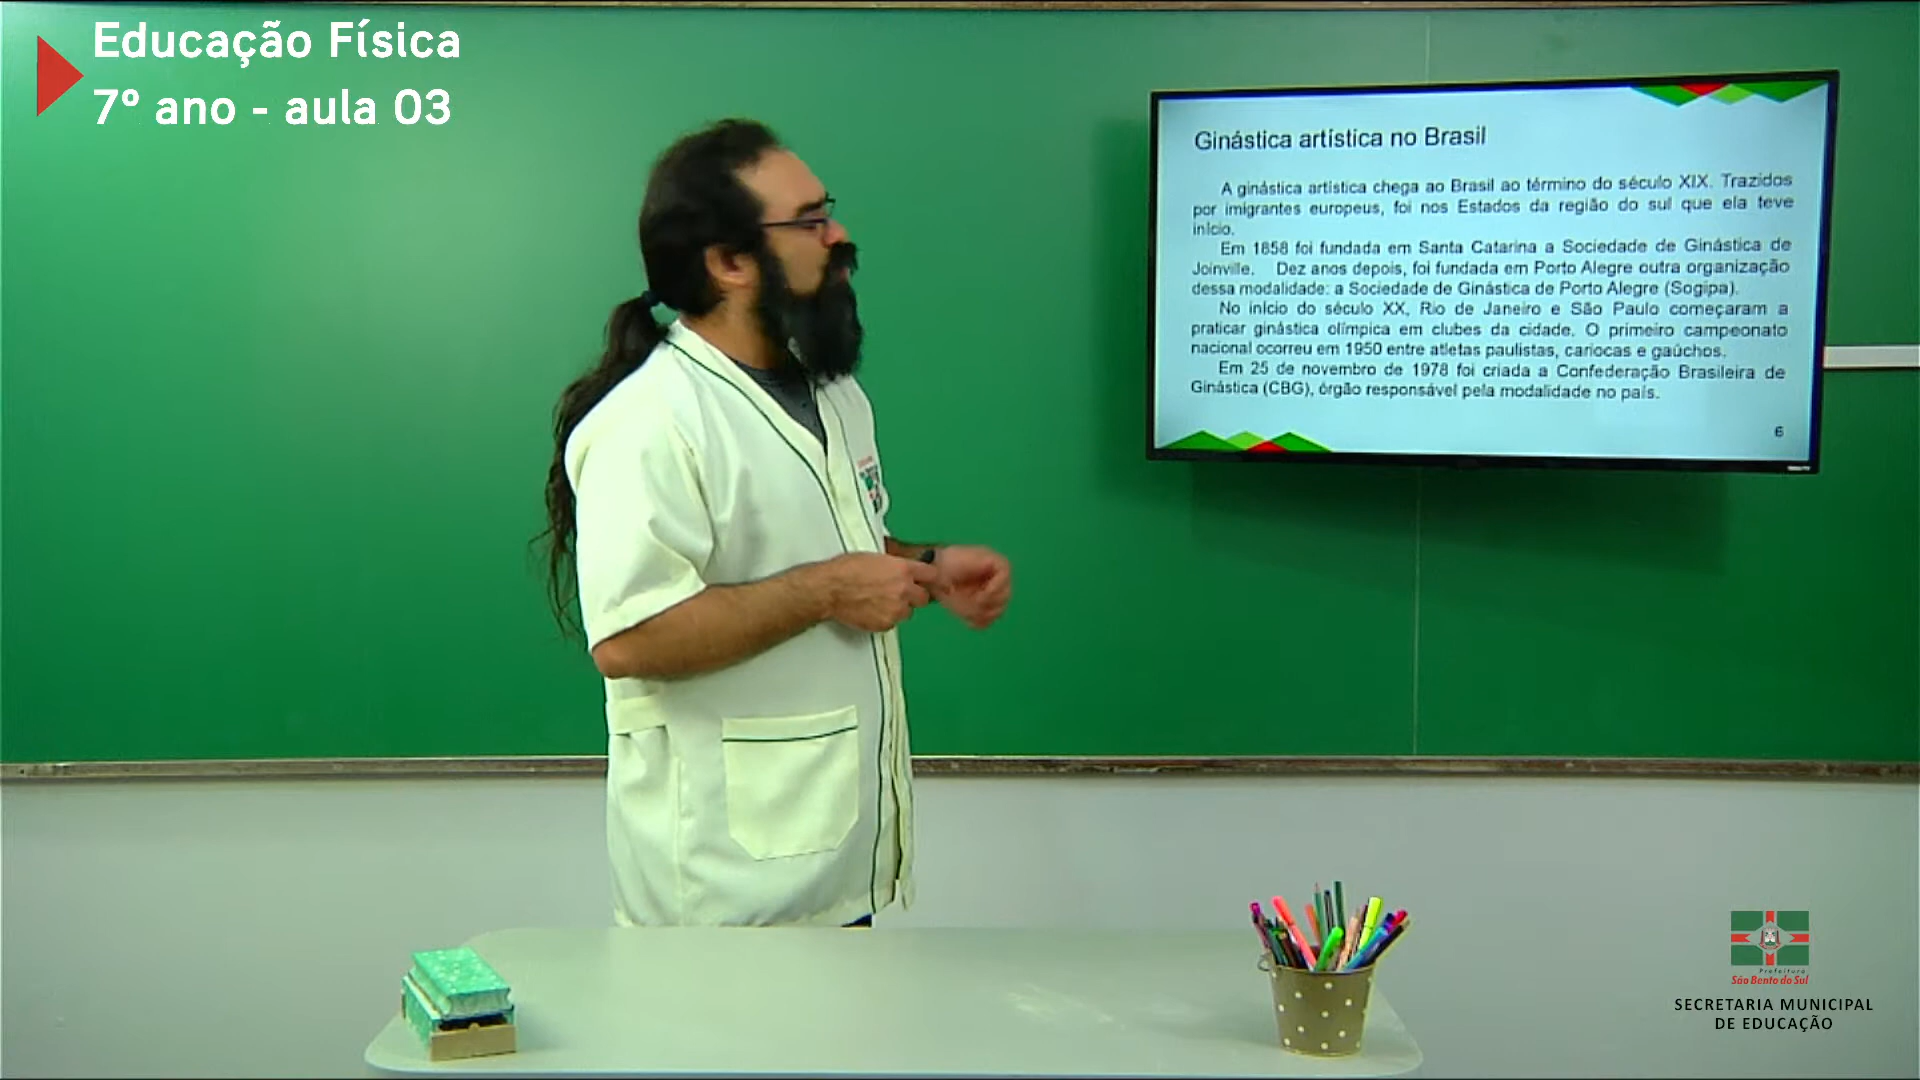 Educação Física
7º ano - aula 03
Ginástica artística no Brasil
A ginástica artística chega ao Brasil ao término do século XIX. Trazidos
por imigrantes europeus, foi nos Estados da região do sul que ela teve
início.
Em 1858 foi fundada em Santa Catarina a Sociedade de Ginástica de
Joinville. Dez anos depois, foi fundada em Porto Alegre outra organização
dessa modalidade: a Sociedade de Ginástica de Porto Alegre (Sogipa).
No início do século XX, Rio de Janeiro e São Paulo começaram a
praticar ginástica olímpica em clubes da cidade. O primeiro campeonato
nacional ocorreu em 1950 entre atletas paulistas, cariocas e gaúchos.
Em 25 de novembro de 1978 foi criada a Confederação Brasileira de
Ginástica (CBG), órgão responsável pela modalidade no país.
6
Prefeitura
São Bento do Sul
SECRETARIA MUNICIPAL
DE EDUCAÇÃO